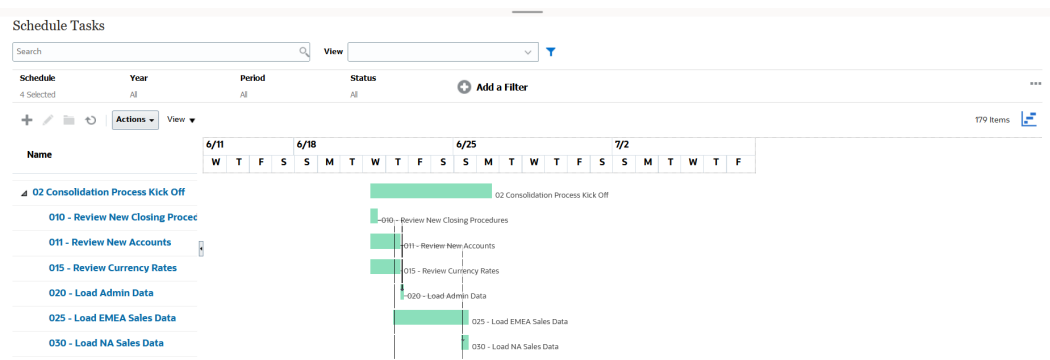 Schedule Tasks
Search
View
Schedule Year Period Status
4 Selected All All All
Add a Filter
Actions View
179 Items
6/11 6/18 6/25 7/2
Name
W T F S S M T W T F S S M T W T F S S M T W T F
02 Consolidation Process Kick Off 02 Consolidation Process Kick Off
010 - Review New Closing Proced 010 - Review New Closing Procedures
011 - Review New Accounts 011 - Review New Accounts
015 - Review Currency Rates 015 - Review Currency Rates
020 - Load Admin Data 020 - Load Admin Data
025 - Load EMEA Sales Data 025 - Load EMEA Sales Data
030 - Load NA Sales Data 030 - Load NA Sales Data